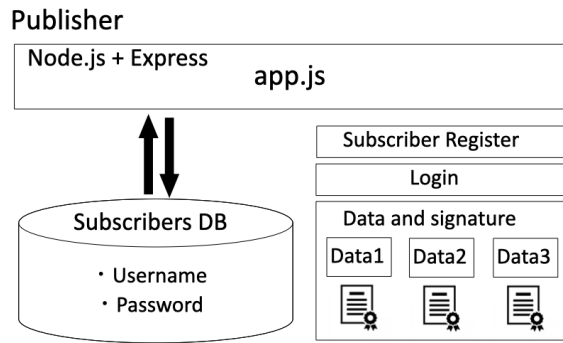 Publisher
Node.js + Express
app.js
Subscriber Register
Login
Subscribers DB
・Username
・Password
Data and signature
Data1 Data2 Data3